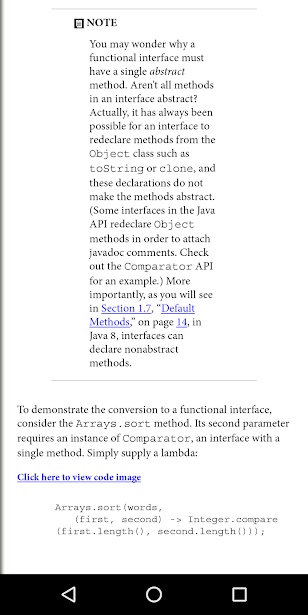 NOTE
You may wonder why a
functional interface must
have a single abstract
method. Aren't all methods
in an interface abstract?
Actually, it has always been
possible for an interface to
redeclare methods from the
Object class such as
toString or clone, and
these declarations do not
make the methods abstract.
(Some interfaces in the Java
API redeclare Object
methods in order to attach
javadoc comments. Check
out the Comparator API
for an example.) More
importantly, as you will see
in Section 1.7, “Default
Methods,” on page 14, in
Java 8, interfaces can
declare nonabstract
methods.
To demonstrate the conversion to a functional interface,
consider the Arrays.sort method. Its second parameter
requires an instance of Comparator, an interface with a
single method. Simply supply a lambda:
Click here to view code image
Arrays.sort(words,
(first, second) -> Integer.compare
(first.length(), second.length()));